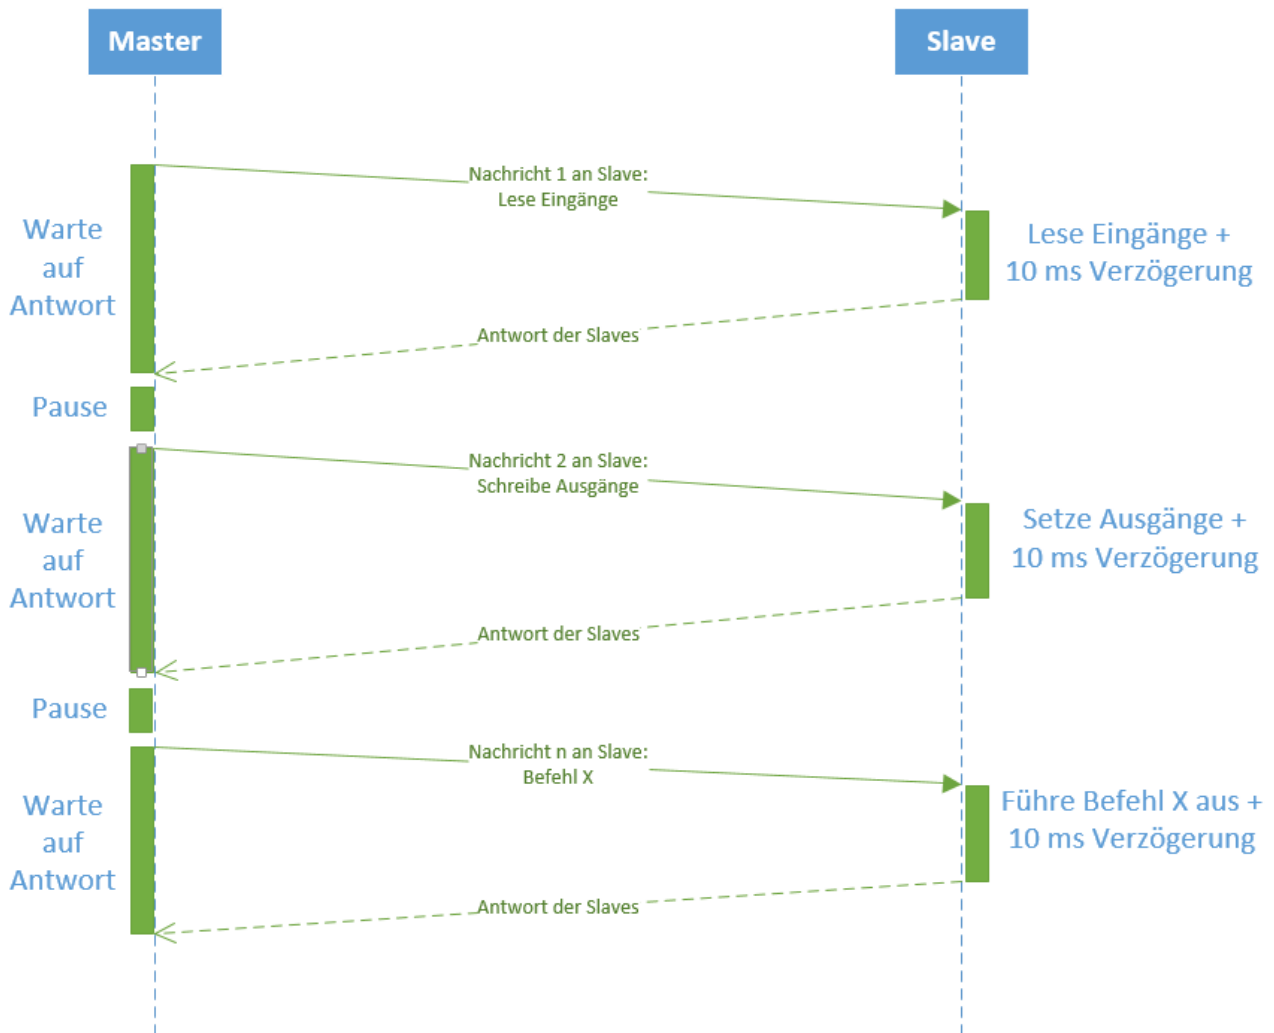 Master
Slave
Nachricht 1 an Slave:
Lese Eingänge
Warte
auf
Antwort
Lese Eingänge +
10 ms Verzögerung
Antwort der Slaves
Pause
Nachricht 2 an Slave:
Schreibe Ausgänge
Warte
auf
Antwort
Setze Ausgänge +
10 ms Verzögerung
Antwort der Slaves
Pause
Nachricht n an Slave:
Befehl X
Warte
auf
Antwort
Führe Befehl X aus +
10 ms Verzögerung
Antwort der Slaves